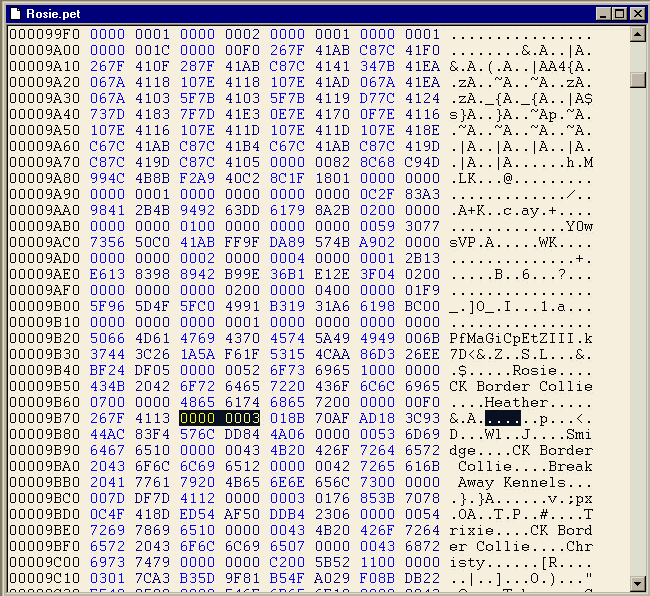 Rosie.pet
000099F0 0000 0001 0000 0002 0000 0001 0000 0001 ................
00009A00 0000 001C 0000 00F0 267F 41AB C87C 41F0 ........&.A..|A.
00009A10 267F 410F 287F 41AB C87C 4141 347B 41EA &.A.(.A..|AA4{A.
00009A20 067A 4118 107E 4118 107E 41AD 067A 41EA .zA..~A..~A..zA.
00009A30 067A 4103 5F7B 4103 5F7B 4119 D77C 4124 .zA._{A._{A..|A$
00009A40 737D 4183 7F7D 41E3 0E7E 4170 0F7E 4116 s}A..}A..~Ap.~A.
00009A50 107E 4116 107E 411D 107E 411D 107E 418E .~A..~A..~A..~A.
00009A60 C67C 41AB C87C 41B4 C67C 41AB C87C 419D .|A..|A..|A..|A.
00009A70 C87C 419D C87C 4105 0000 0082 8C68 C94D .|A..|A......h.M
00009A80 994C 4B8B F2A9 40C2 8C1F 1801 0000 0000 .LK...@.........
00009A90 0000 0001 0000 0000 0000 0000 0C2F 83A3 ............./..
00009AA0 9841 2B4B 9492 63DD 6179 8A2B 0200 0000 .A+K..c.ay.+....
00009AB0 0000 0000 0100 0000 0000 0000 0059 3077 .............Y0w
00009AC0 7356 50C0 41AB FF9F DA89 574B A902 0000 sVP.A.....WK....
00009AD0 0000 0000 0002 0000 0004 0000 0001 2B13 ..............+.
00009AE0 E613 8398 8942 B99E 36B1 E12E 3F04 0200 .....B..6...?...
00009AF0 0000 0000 0000 0200 0000 0400 0000 01F9 ................
00009B00 5F96 5D4F 5FC0 4991 B319 31A6 6198 BC00 _.]O_.I...1.a...
00009B10 0000 0000 0000 0001 0000 0000 0000 0000 ................
00009B20 5066 4D61 4769 4370 4574 5A49 4949 006B PfMaGiCpEtZIII.k
00009B30 3744 3C26 1A5A F61F 5315 4CAA 86D3 26EE 7D<&.Z..S.L...&.
00009B40 BF24 DF05 0000 0052 6F73 6965 1000 0000 .$.....Rosie....
00009B50 434B 2042 6F72 6465 7220 436F 6C6C 6965 CK Border Collie
00009B60 0700 0000 4865 6174 6865 7200 0000 00F0 ....Heather.....
00009B70 267F 4113 0000 0003 018B 70AF AD18 3C93 &.A.......p...<.
00009B80 44AC 83F4 576C DD84 4A06 0000 0053 6D69 D...Wl..J....Smi
00009B90 6467 6510 0000 0043 4B20 426F 7264 6572 dge....CK Border
00009BA0 2043 6F6C 6C69 6512 0000 0042 7265 616B Collie....Break
00009BB0 2041 7761 7920 4B65 6E6E 656C 7300 0000 Away Kennels...
00009BC0 007D DF7D 4112 0000 0003 0176 853B 7078 .}.}A......v.;px
00009BD0 0C4F 418D ED54 AF50 DDB4 2306 0000 0054 .OA..T.P..#....T
00009BE0 7269 7869 6510 0000 0043 4B20 426F 7264 rixie....CK Bord
00009BF0 6572 2043 6F6C 6C69 6507 0000 0043 6872 er Collie....Chr
00009C00 6973 7479 0000 0000 C200 5B52 1100 0000 isty......[R....
00009C10 0301 7CA3 B35D 9F81 B54F A029 F08B DB22 ..|..]...O.)..."